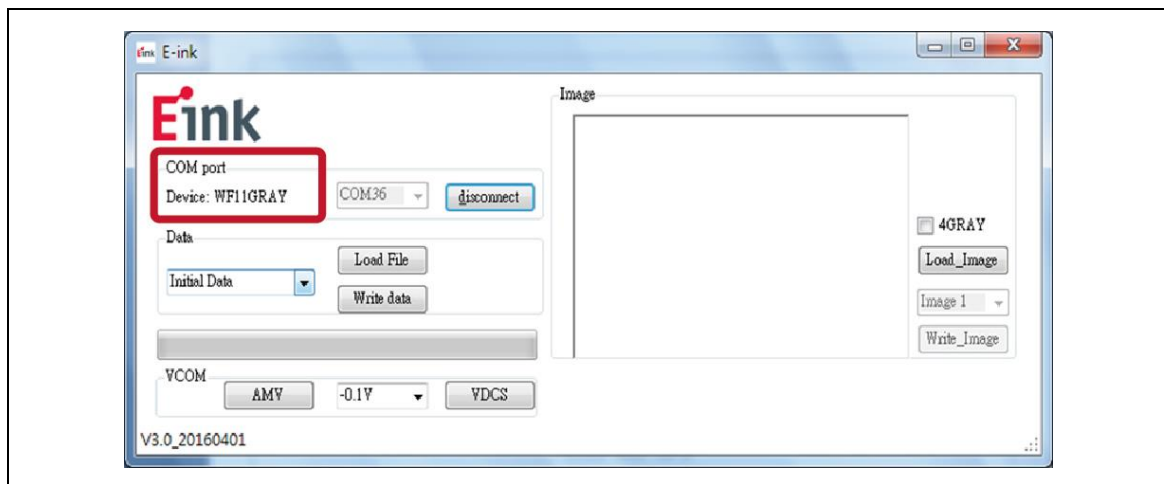 Eink E-ink
Eink
COM port
Device: WF11GRAY
COM36
disconnect
Data
Initial Data
Load File
Write data
VCOM
AMV
-0.1V
VDCS
V3.0_20160401
Image
4GRAY
Load_Image
Image 1
Write_Image